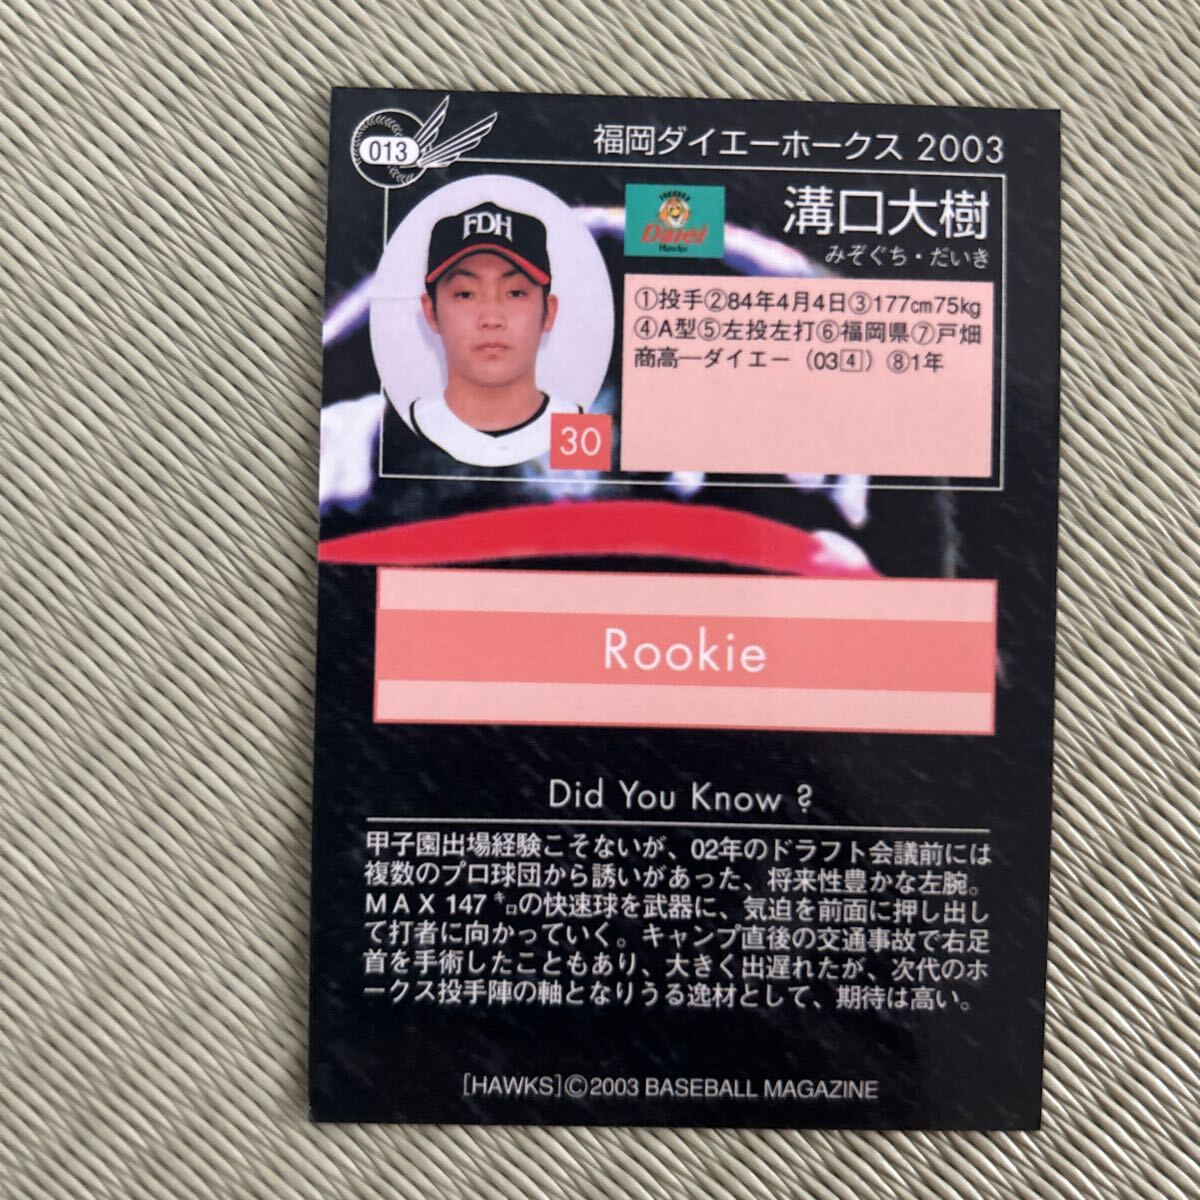 013
福岡ダイエーホークス 2003
FDH
FUKUOKA
Daiei
Hawks
溝口大樹
みぞぐち・だいき
①投手②84年4月4日③177㎝75kg
④A型⑤左投左打⑥福岡県⑦戸畑
商高―ダイエー（03④）⑧1年
30
Rookie
Did You Know ?
甲子園出場経験こそないが、02年のドラフト会議前には
複数のプロ球団から誘いがあった、将来性豊かな左腕。
ＭＡＸ147㌔の快速球を武器に、気迫を前面に押し出し
て打者に向かっていく。キャンプ直後の交通事故で右足
首を手術したこともあり、大きく出遅れたが、次代のホ
ークス投手陣の軸となりうる逸材として、期待は高い。
[HAWKS]©2003 BASEBALL MAGAZINE